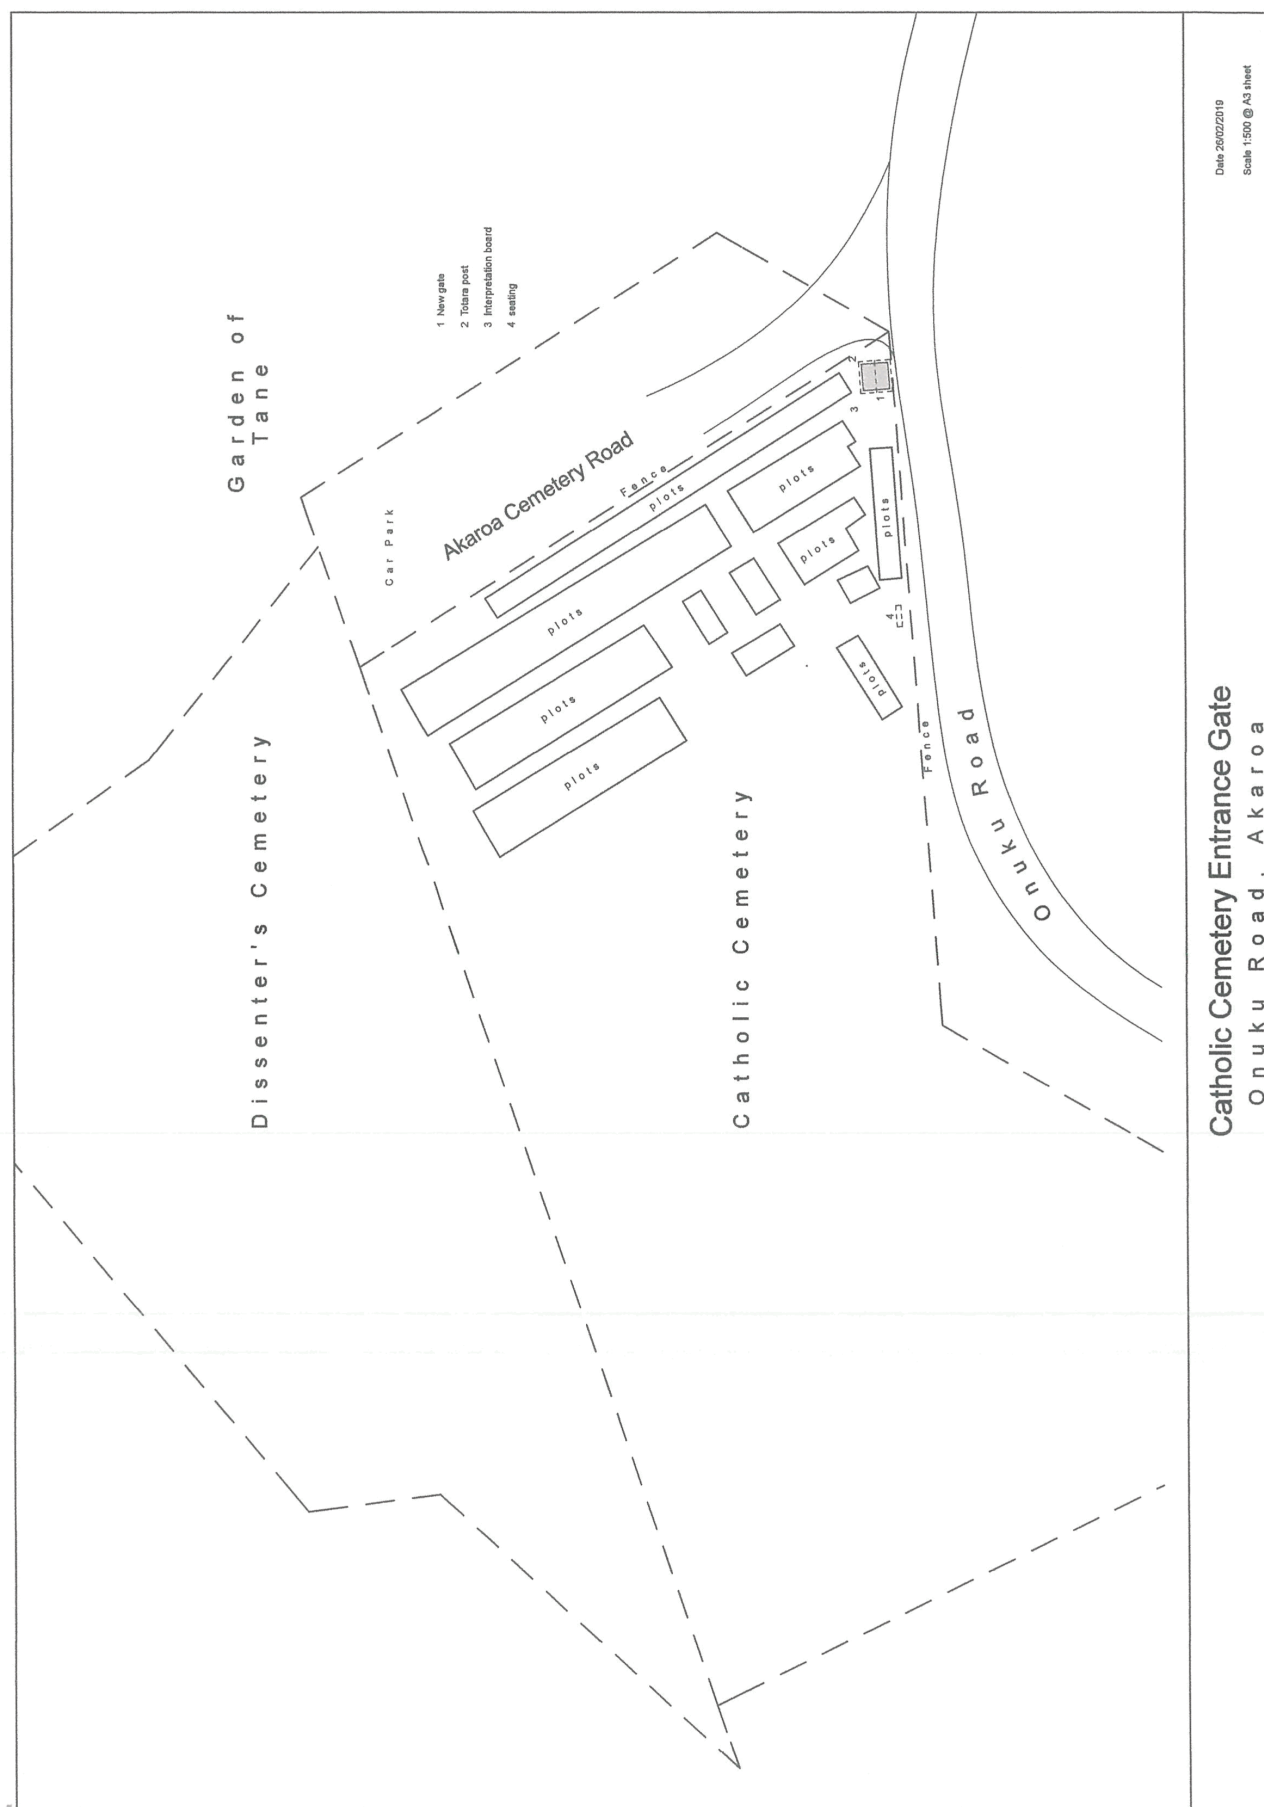 Garden of
Tane
1 New gate
2 Totara post
3 Interpretation board
4 seating
Car Park
Akaroa Cemetery Road
Fence
plots
plots
plots
plots
plots
plots
plots
plots
plots
2
3
1
4
Dissenter's Cemetery
Catholic Cemetery
Fence
Onuku Road
Catholic Cemetery Entrance Gate
Onuku Road, Akaroa
Date 26/02/2019
Scale 1:500 @ A3 sheet